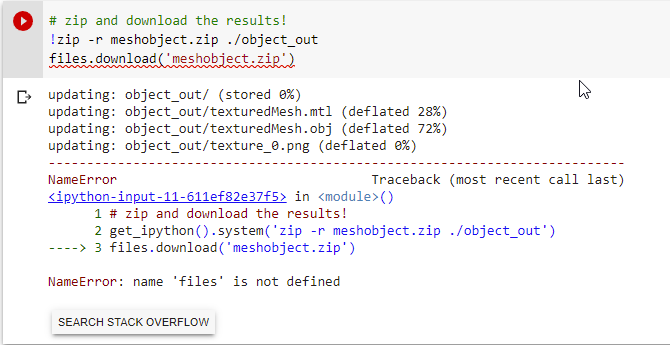 # zip and download the results!
!zip -r meshobject.zip ./object_out
files.download('meshobject.zip')
updating: object_out/ (stored 0%)
updating: object_out/texturedMesh.mtl (deflated 28%)
updating: object_out/texturedMesh.obj (deflated 72%)
updating: object_out/texture_0.png (deflated 0%)
---------------------------------------------------------------------------
NameError                                 Traceback (most recent call last)
<ipython-input-11-611ef82e37f5> in <module>()
      1 # zip and download the results!
      2 get_ipython().system('zip -r meshobject.zip ./object_out')
----> 3 files.download('meshobject.zip')
NameError: name 'files' is not defined
SEARCH STACK OVERFLOW